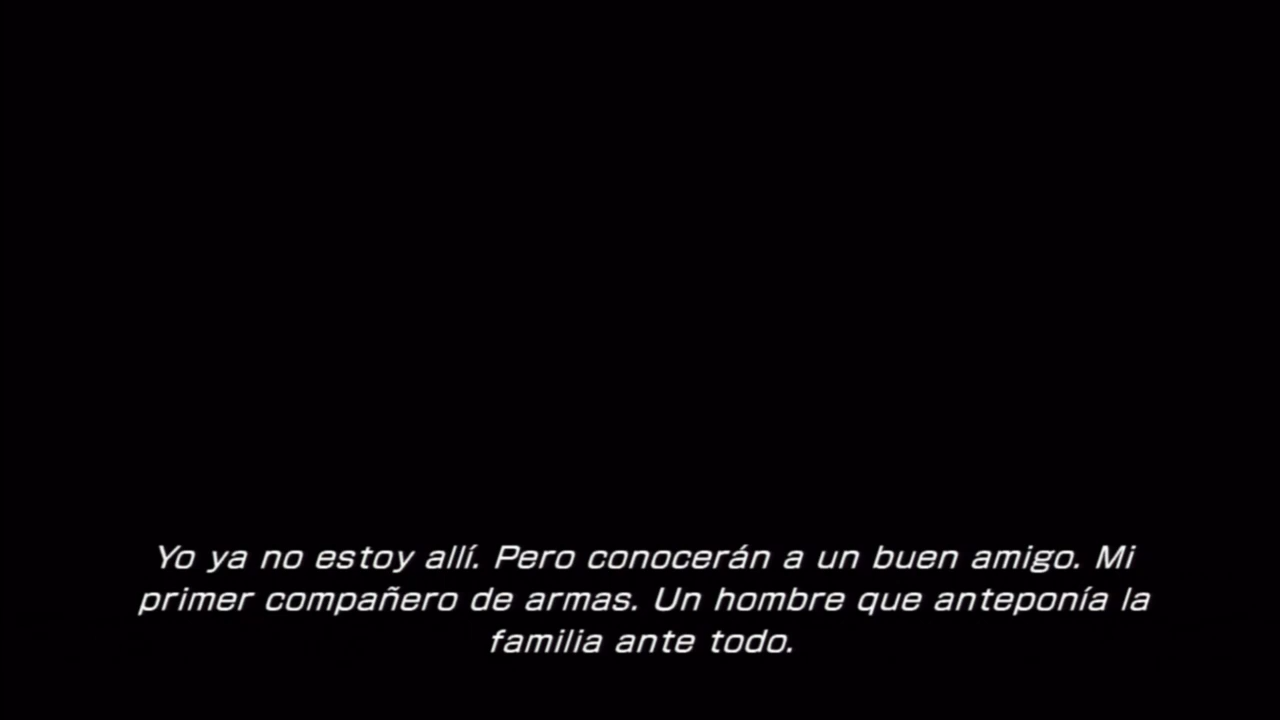 Yo ya no estoy allí. Pero conocerán a un buen amigo. Mi
primer compañero de armas. Un hombre que anteponía la
familia ante todo.